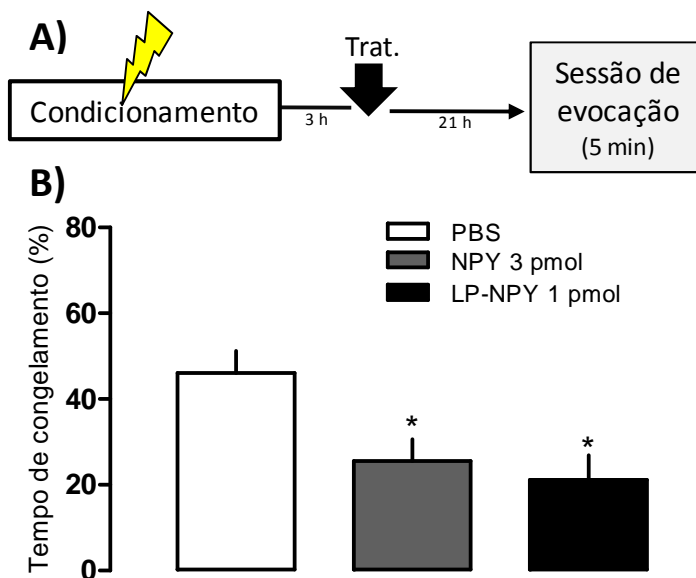 A)
Trat.
Condicionamento
3 h
21 h
Sessão de
evocação
(5 min)
B)
Tempo de congelamento (%)
80
60
40
20
0
PBS
NPY 3 pmol
LP-NPY 1 pmol
*
*